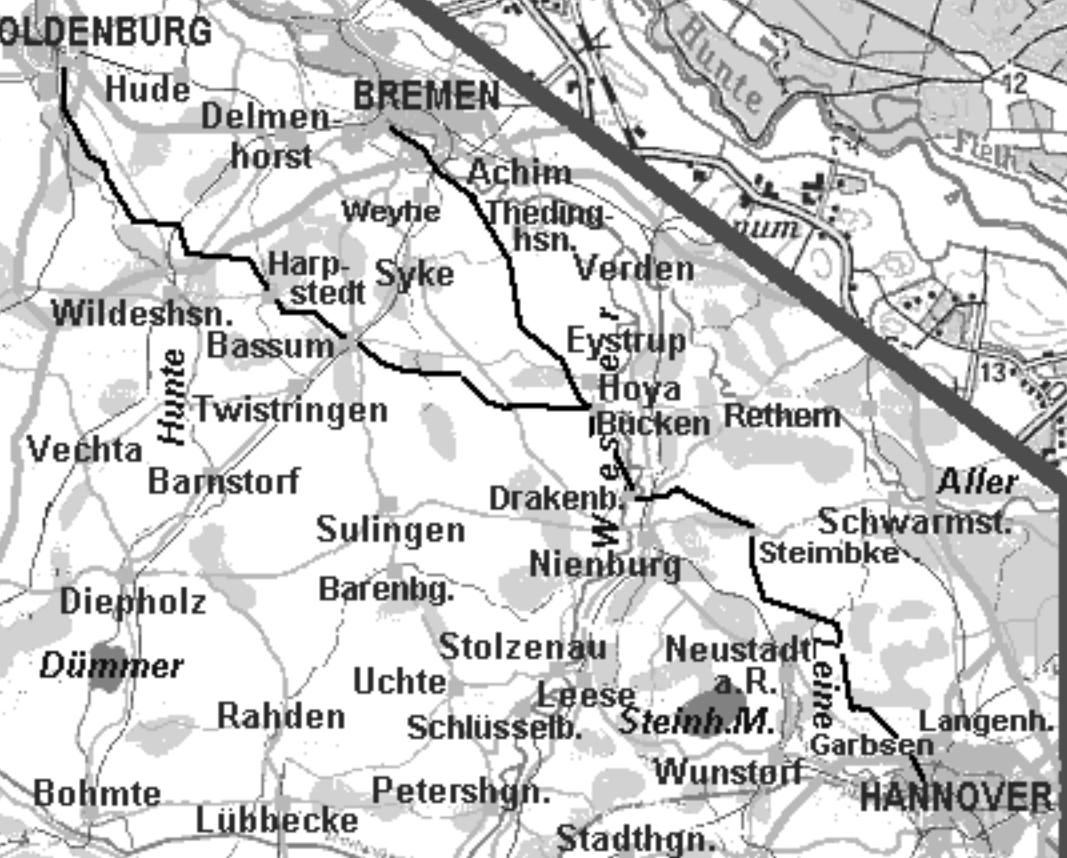 OLDENBURG
Hude
Hunte
12
BREMEN
Delmen-
horst
Fleth
Achim
Weyhe
Theding-
hsn.
num
Harp-
stedt
Syke
Verden
Wildeshsn.
Bassum
Eystrup
Hunte
13
Hoya
Twistringen
Bücken
Rethem
Vechta
Weser
Barnstorf
Drakenb.
Aller
Sulingen
Schwarmst.
Steimbke
Nienburg
Barenbg.
Diepholz
Stolzenau
Neustadt
a.R.
Leine
Dümmer
Uchte
Leese
Rahden
Schlüsselb.
Steinh.M.
Langenh.
Garbsen
Wunstorf
Bohmte
Petershgn.
HANNOVER
Lübbecke
Stadthgn.